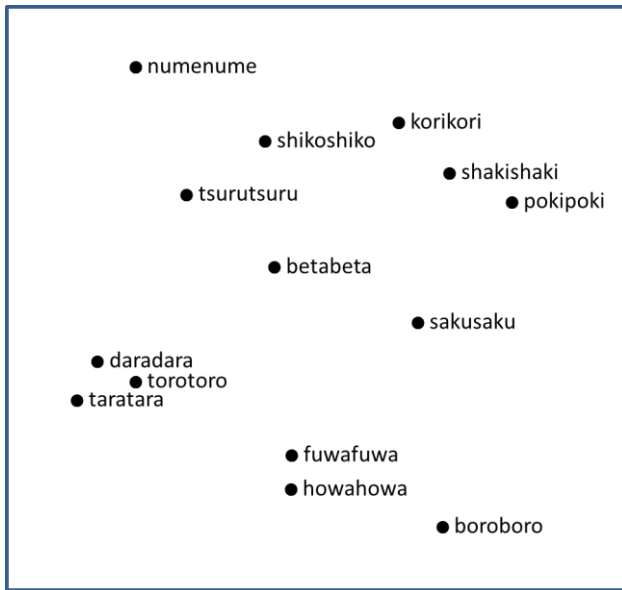 numenume
korikori
shikoshiko
shakishaki
tsurutsuru
pokipoki
betabeta
sakusaku
daradara
torotoro
taratara
fuwafuwa
howahowa
boroboro